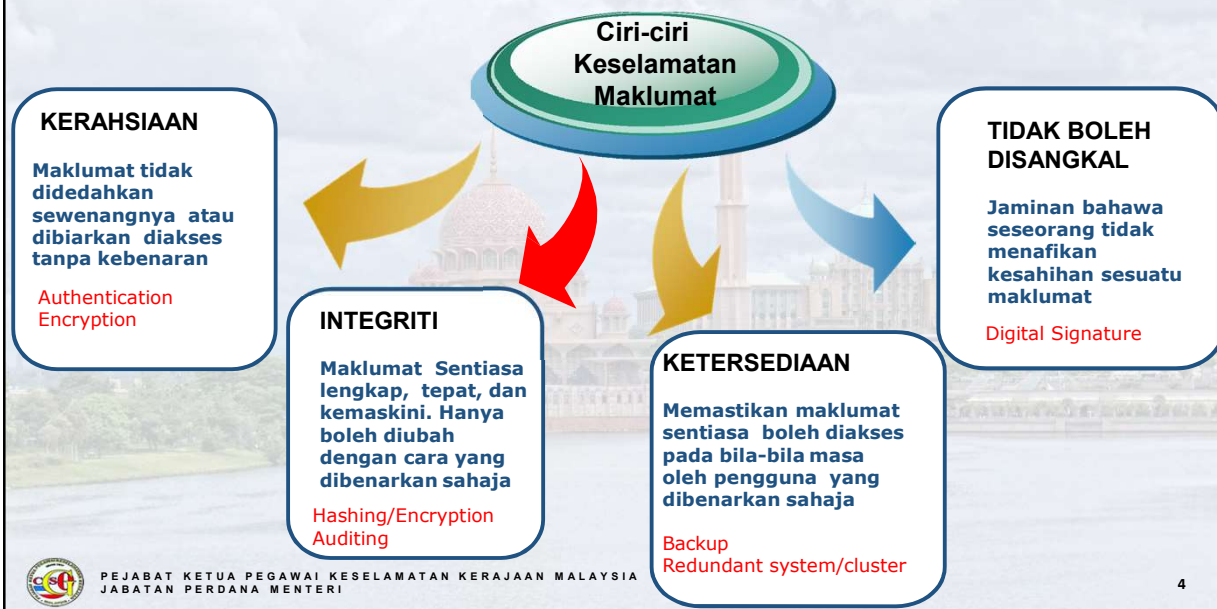 Ciri-ciri
Keselamatan
Maklumat
KERAHSIAAN
Maklumat tidak
didedahkan
sewenangnya atau
dibiarkan diakses
tanpa kebenaran
Authentication
Encryption
INTEGRITI
Maklumat Sentiasa
lengkap, tepat, dan
kemaskini. Hanya
boleh diubah
dengan cara yang
dibenarkan sahaja
Hashing/Encryption
Auditing
KETERSEDIAAN
Memastikan maklumat
sentiasa boleh diakses
pada bila-bila masa
oleh pengguna yang
dibenarkan sahaja
Backup
Redundant system/cluster
TIDAK BOLEH
DISANGKAL
Jaminan bahawa
seseorang tidak
menafikan
kesahihan sesuatu
maklumat
Digital Signature
PEJABAT KETUA PEGAWAI KESELAMATAN KERAJAAN MALAYSIA
JABATAN PERDANA MENTERI
4